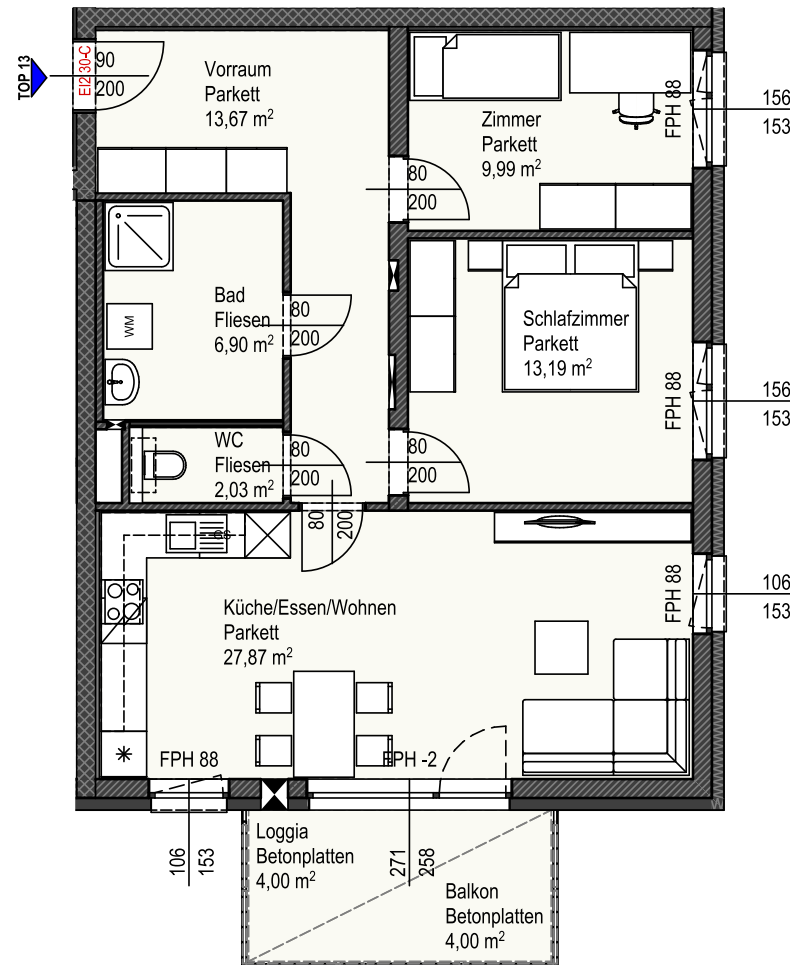 TOP 13
EI2 30-C
90
200
Vorraum
Parkett
13,67 m²
Zimmer
Parkett
9,99 m²
FPH 88
156
153
80
200
Bad
Fliesen
6,90 m²
WM
80
200
Schlafzimmer
Parkett
13,19 m²
FPH 88
156
153
WC
Fliesen
2,03 m²
80
200
80
200
80
200
GS
Küche/Essen/Wohnen
Parkett
27,87 m²
FPH 88
106
153
FPH 88
FPH -2
106
153
Loggia
Betonplatten
4,00 m²
271
258
Balkon
Betonplatten
4,00 m²